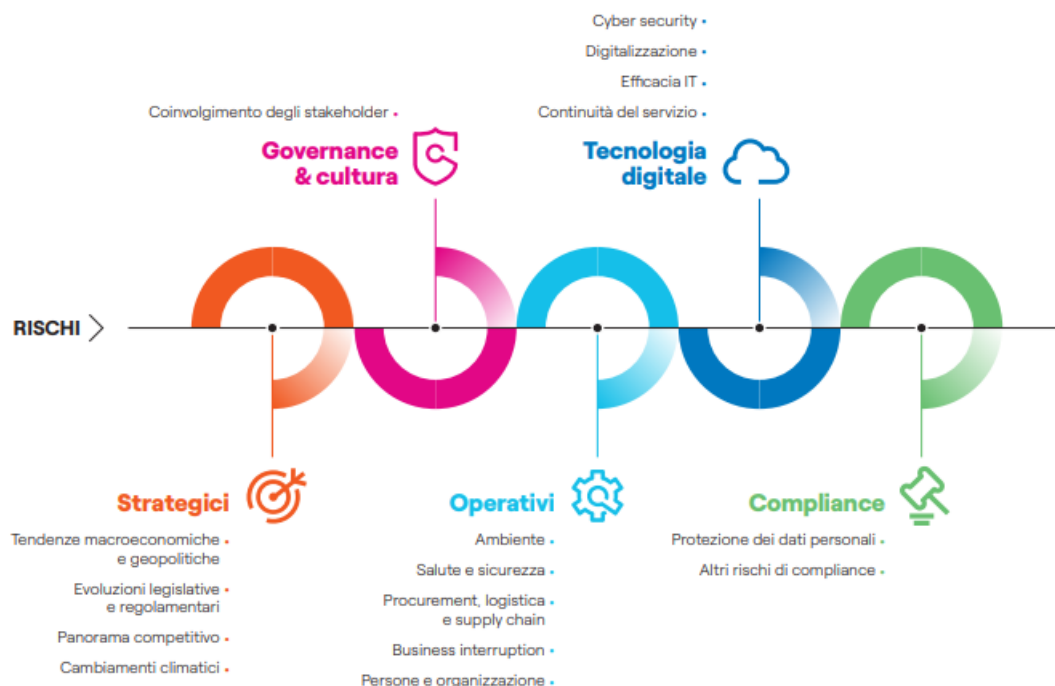 RISCHI
Strategici
Tendenze macroeconomiche •
e geopolitiche
Evoluzioni legislative •
e regolamentari
Panorama competitivo •
Cambiamenti climatici •
Coinvolgimento degli stakeholder •
Governance
& cultura
Operativi
Ambiente •
Salute e sicurezza •
Procurement, logistica •
e supply chain
Business interruption •
Persone e organizzazione •
Cyber security •
Digitalizzazione •
Efficacia IT •
Continuità del servizio •
Tecnologia
digitale
Compliance
Protezione dei dati personali •
Altri rischi di compliance •